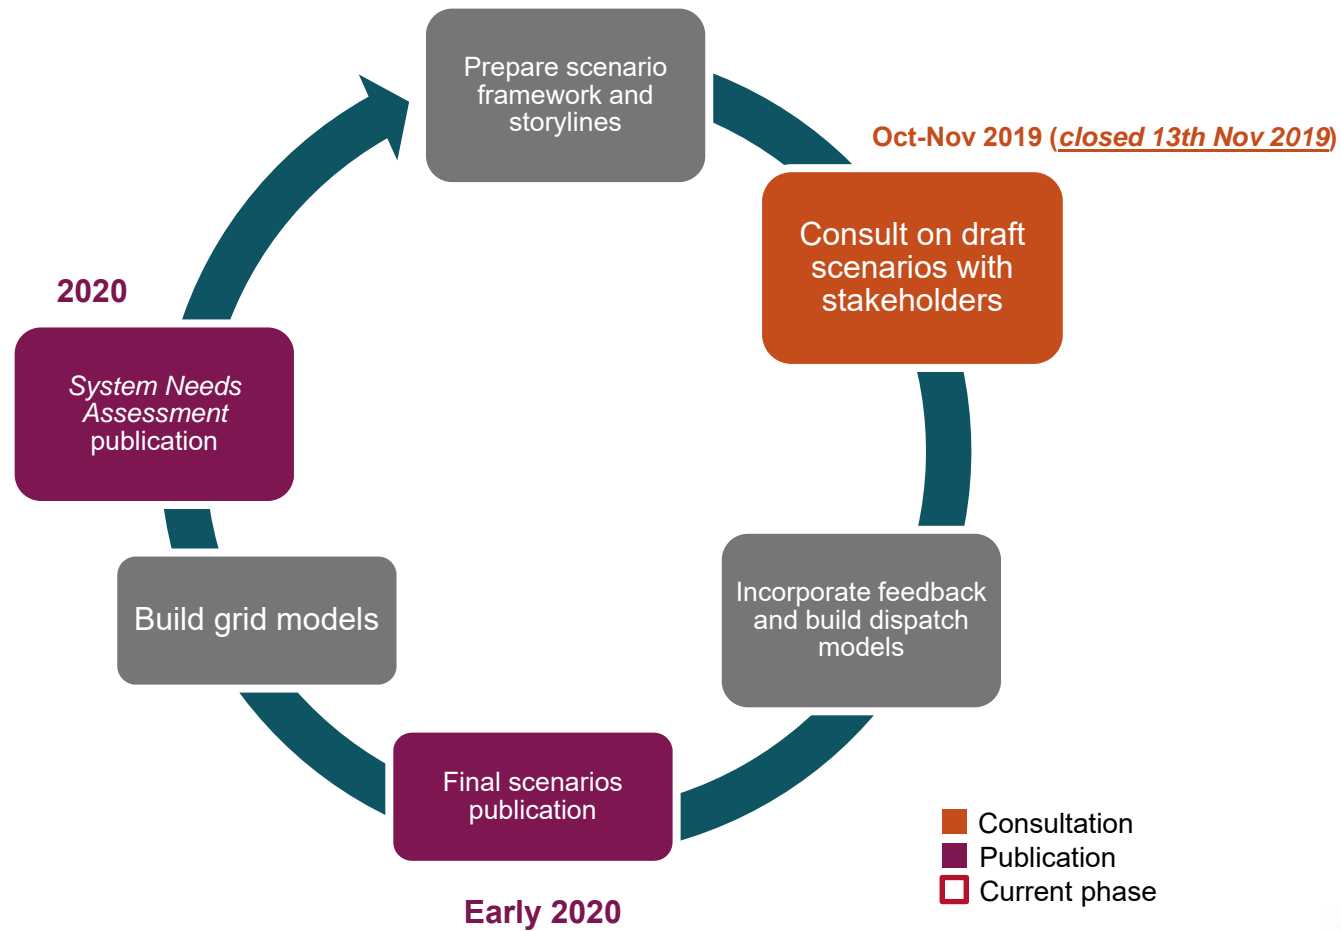 Prepare scenario
framework and
storylines
Oct-Nov 2019 (closed 13th Nov 2019)
Consult on draft
scenarios with
stakeholders
Incorporate feedback
and build dispatch
models
Final scenarios
publication
Early 2020
Build grid models
2020
System Needs
Assessment
publication
Consultation
Publication
Current phase